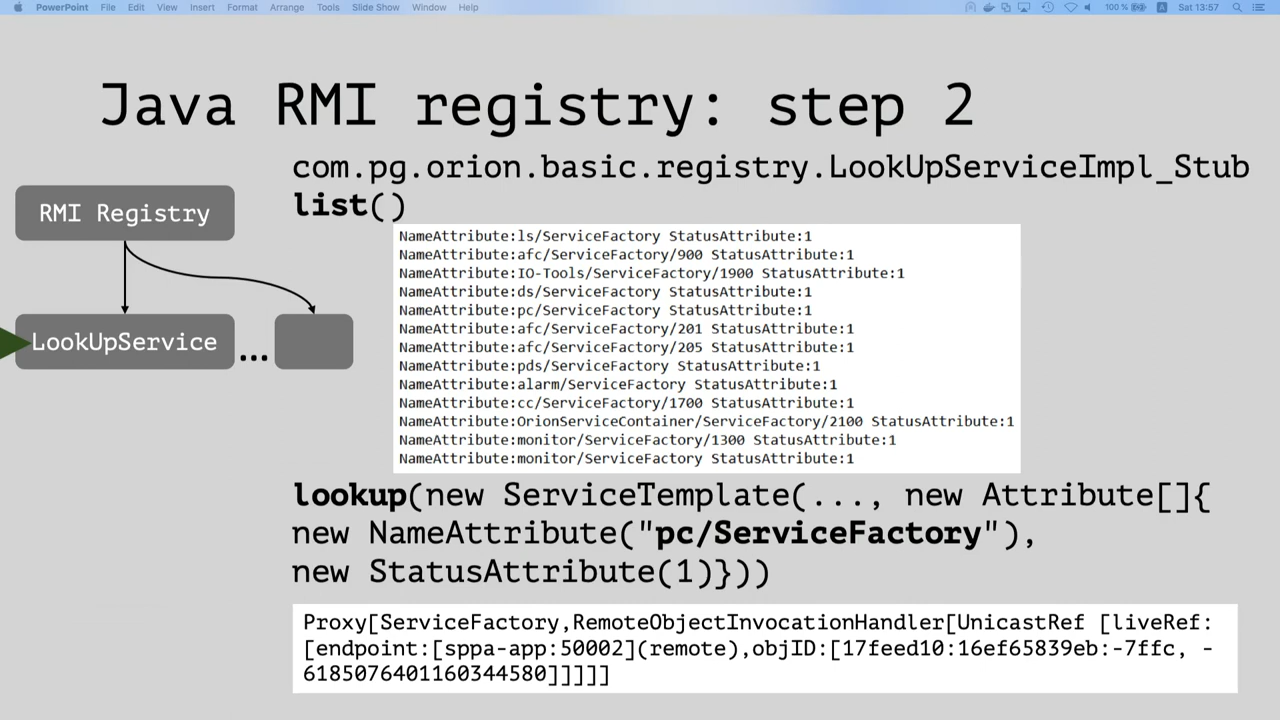 PowerPoint File Edit View Insert Format Arrange Tools Slide Show Window Help 100 % A Sat 13:57
Java RMI registry: step 2
com.pg.orion.basic.registry.LookUpServiceImpl_Stub
list()
RMI Registry
LookUpService
...
NameAttribute:ls/ServiceFactory StatusAttribute:1
NameAttribute:afc/ServiceFactory/900 StatusAttribute:1
NameAttribute:IO-Tools/ServiceFactory/1900 StatusAttribute:1
NameAttribute:ds/ServiceFactory StatusAttribute:1
NameAttribute:pc/ServiceFactory StatusAttribute:1
NameAttribute:afc/ServiceFactory/201 StatusAttribute:1
NameAttribute:afc/ServiceFactory/205 StatusAttribute:1
NameAttribute:pds/ServiceFactory StatusAttribute:1
NameAttribute:alarm/ServiceFactory StatusAttribute:1
NameAttribute:cc/ServiceFactory/1700 StatusAttribute:1
NameAttribute:OrionServiceContainer/ServiceFactory/2100 StatusAttribute:1
NameAttribute:monitor/ServiceFactory/1300 StatusAttribute:1
NameAttribute:monitor/ServiceFactory StatusAttribute:1
lookup(new ServiceTemplate(..., new Attribute[]{
new NameAttribute("pc/ServiceFactory"),
new StatusAttribute(1)}))
Proxy[ServiceFactory,RemoteObjectInvocationHandler[UnicastRef [liveRef:
[endpoint:[sppa-app:50002](remote),objID:[17feed10:16ef65839eb:-7ffc, -
6185076401160344580]]]]]